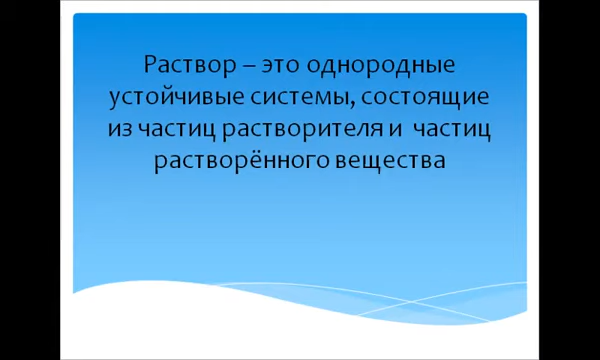 Раствор – это однородные
устойчивые системы, состоящие
из частиц растворителя и частиц
растворённого вещества